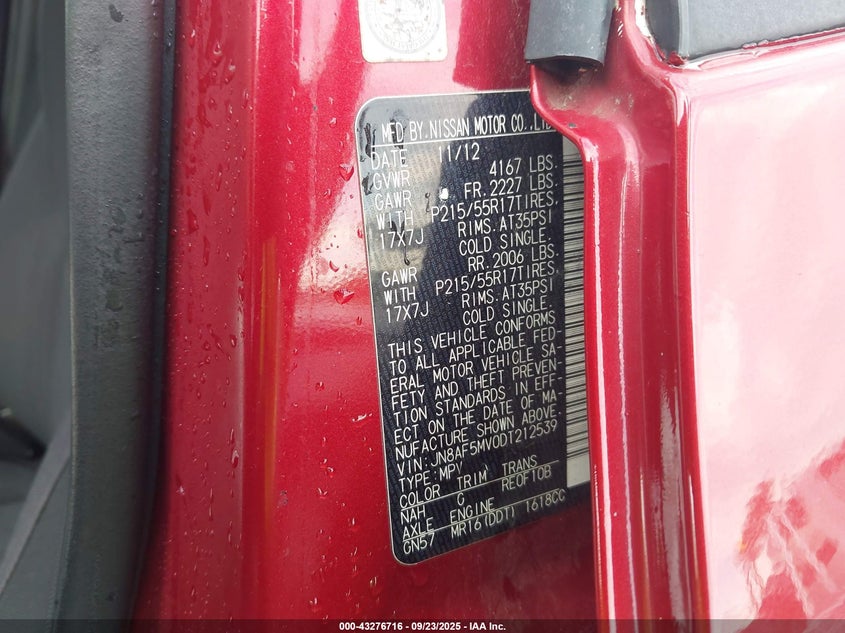 MFD BY.NISSAN MOTOR CO.,LTD
DATE 11/12
GVWR 4167 LBS.
GAWR FR.2227 LBS.
WITH P215/55R17TIRES.
17X7J RIMS.AT35PSI
COLD SINGLE.
GAWR RR.2006 LBS.
WITH P215/55R17TIRES,
17X7J RIMS.AT35PSI
COLD SINGLE.
THIS VEHICLE CONFORMS
TO ALL APPLICABLE FED-
ERAL MOTOR VEHICLE SA-
FETY AND THEFT PREVEN-
TION STANDARDS IN EFF-
ECT ON THE DATE OF MA-
NUFACTURE SHOWN ABOVE.
VIN:JN8AF5MV0DT212539
TYPE:MPV
COLOR TRIM TRANS
NAH G RE0F10B
AXLE ENGINE
GN57 MR16(DDT) 1618CC
000-43276716 - 09/23/2025 - IAA Inc.